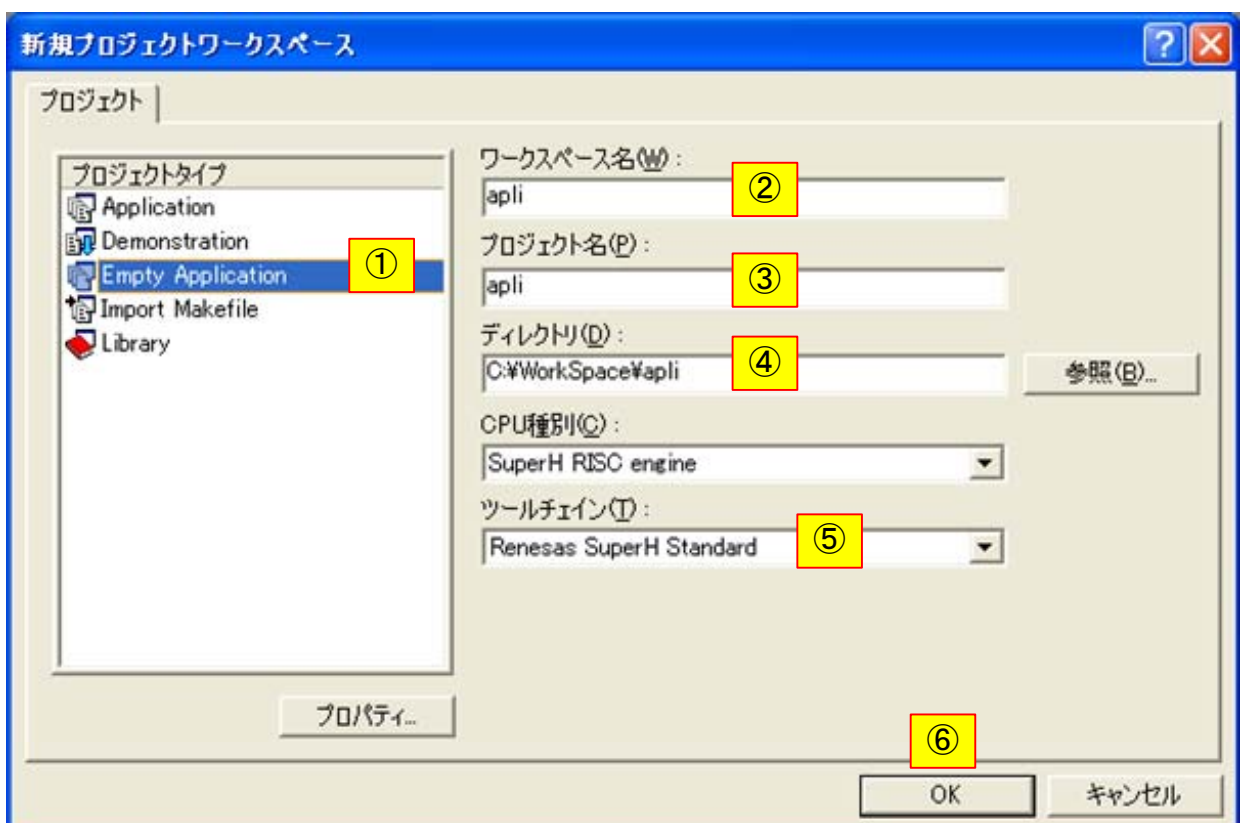 新規プロジェクトワークスペース
プロジェクト
プロジェクトタイプ
Application
Demonstration
Empty Application ①
Import Makefile
Library
プロパティ...
ワークスペース名(W):
apli ②
プロジェクト名(P):
apli ③
ディレクトリ(D):
C:¥WorkSpace¥apli ④ 参照(B)...
CPU種別(C):
SuperH RISC engine
ツールチェイン(T):
Renesas SuperH Standard ⑤
⑥
OK キャンセル